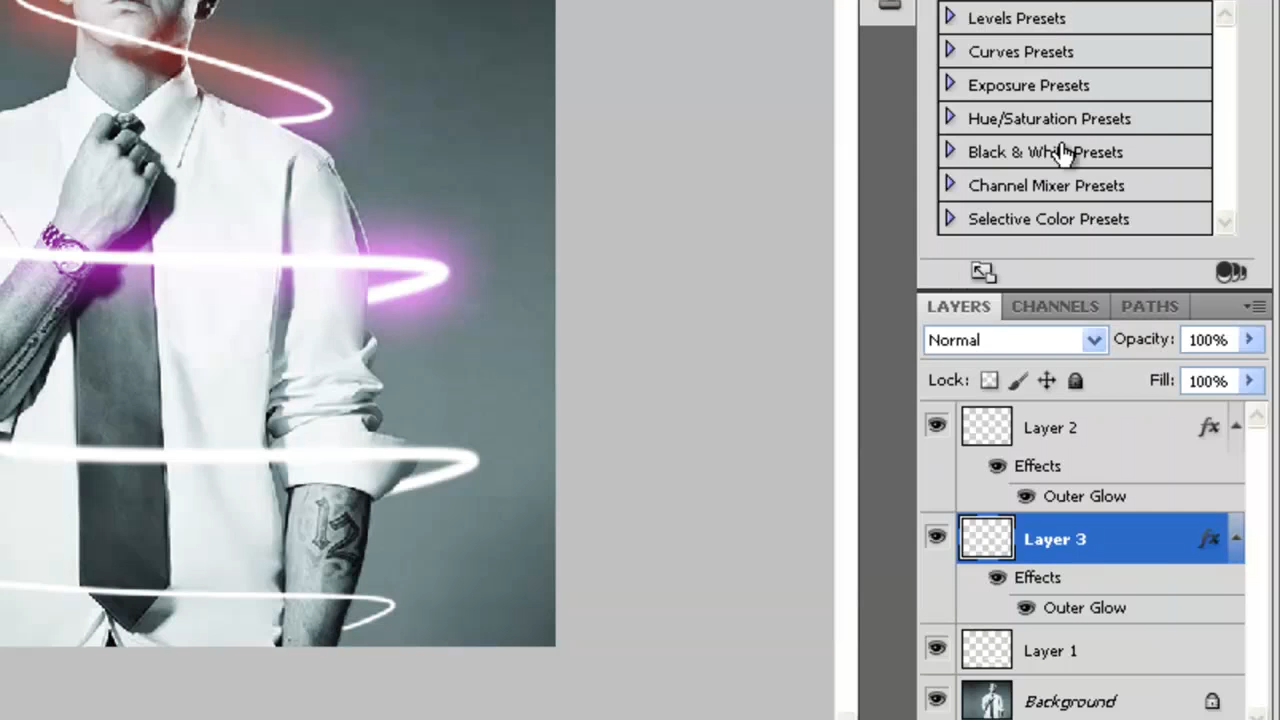 Levels Presets
Curves Presets
Exposure Presets
Hue/Saturation Presets
Black & White Presets
Channel Mixer Presets
Selective Color Presets
LAYERS CHANNELS PATHS
Normal Opacity: 100%
Lock: Fill: 100%
Layer 2 fx
Effects
Outer Glow
Layer 3 fx
Effects
Outer Glow
Layer 1
Background
12